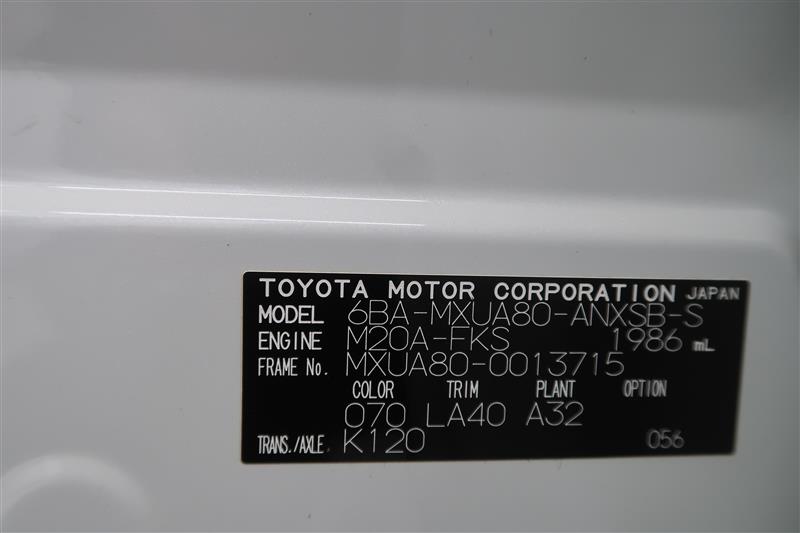 TOYOTA MOTOR CORPORATION JAPAN
MODEL 6BA-MXUA80-ANXSB-S
ENGINE M20A-FKS 1986 mL
FRAME No. MXUA80-0013715
COLOR TRIM PLANT OPTION
070 LA40 A32
TRANS./AXLE K120 056